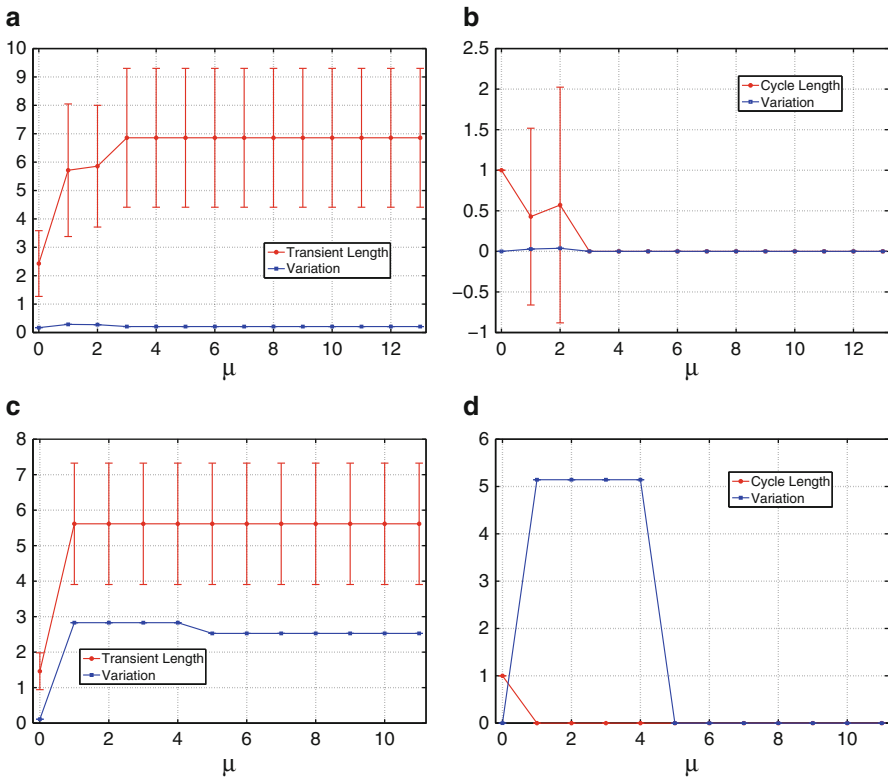 a
10
9
8
7
6
5
4
3
2
1
0
Transient Length
Variation
0 2 4 6 8 10 12
μ
b
2.5
2
1.5
1
0.5
0
−0.5
−1
Cycle Length
Variation
0 2 4 6 8 10 12
μ
c
8
7
6
5
4
3
2
1
0
Transient Length
Variation
0 2 4 6 8 10
μ
d
6
5
4
3
2
1
0
Cycle Length
Variation
0 2 4 6 8 10
μ